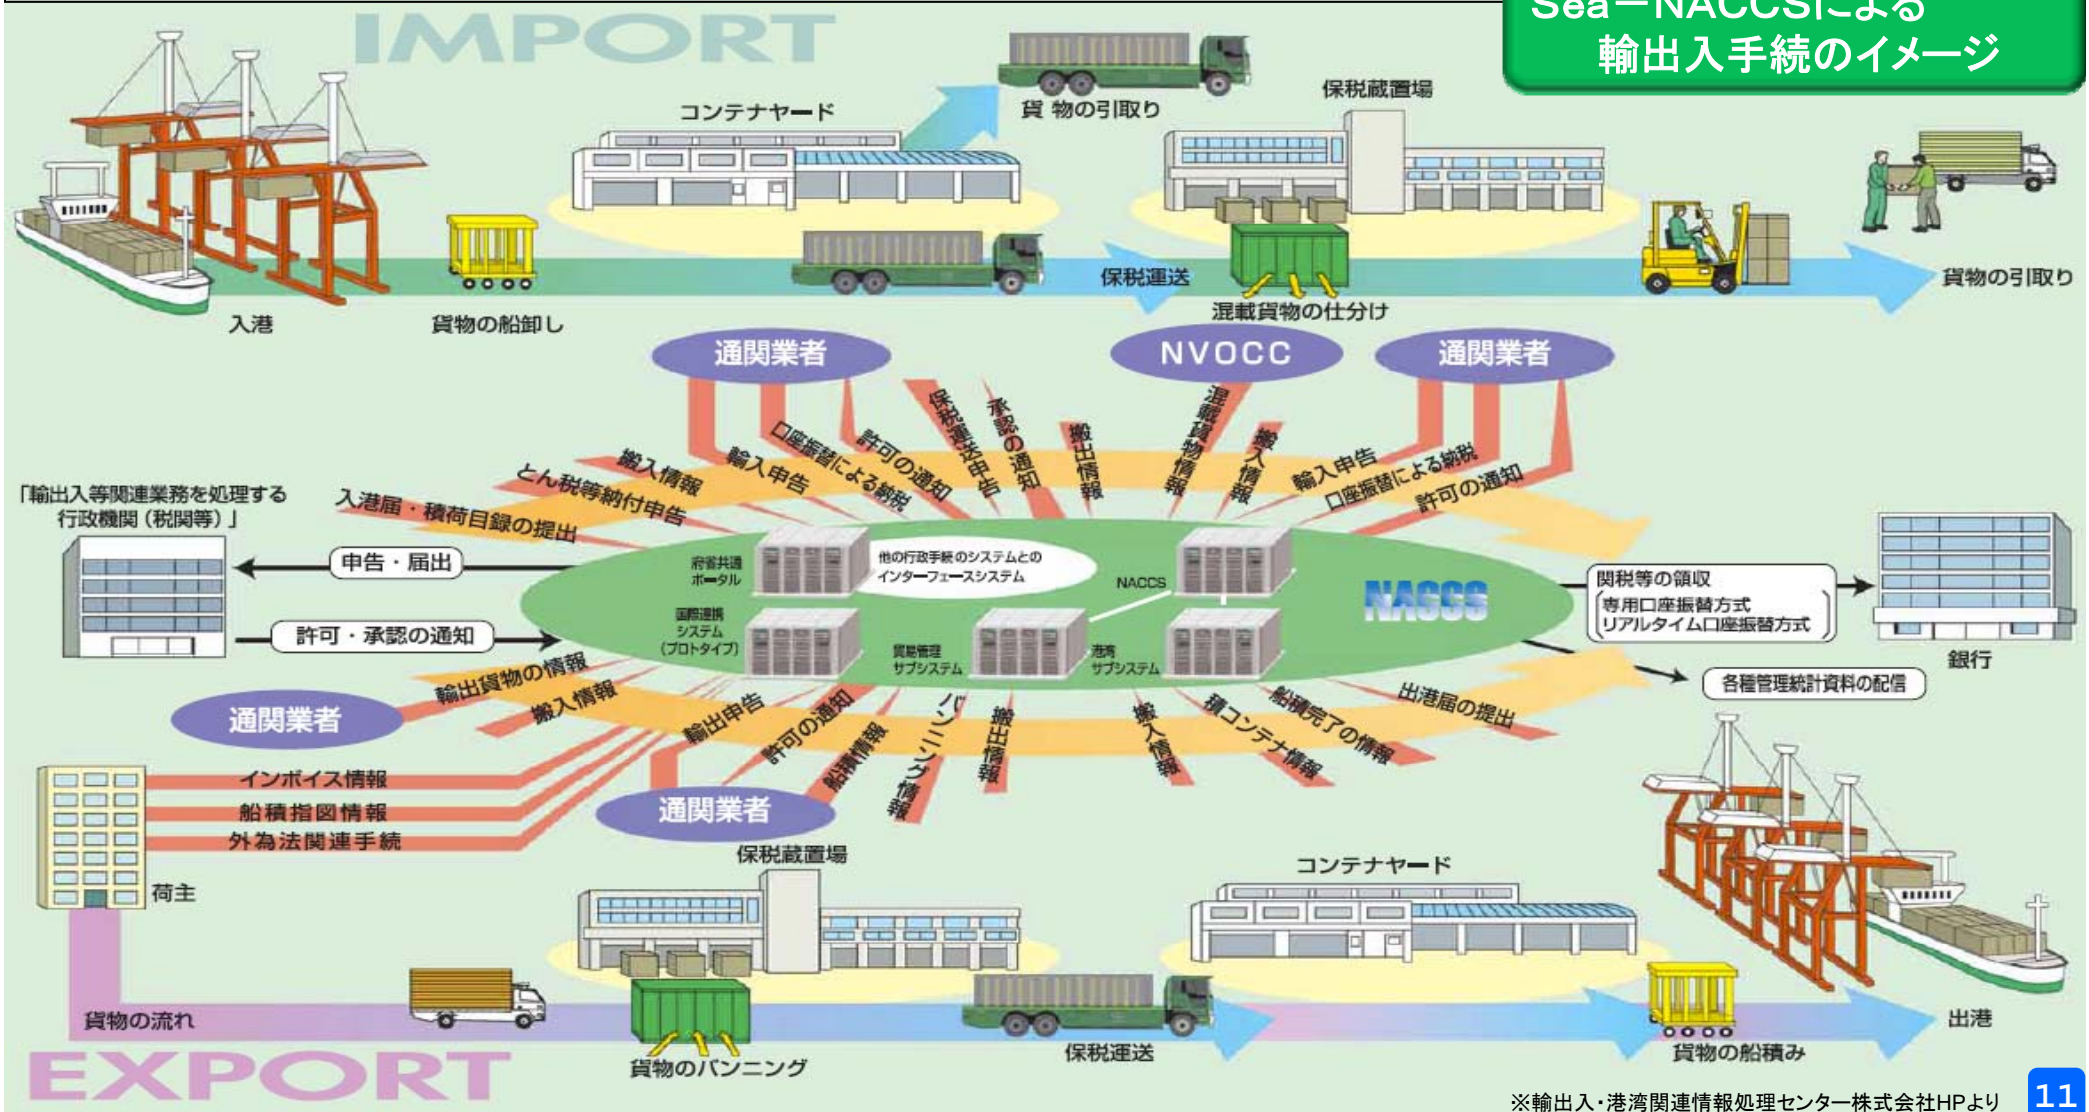 Sea-NACCSによる
輸出入手続のイメージ
IMPORT
コンテナヤード
貨物の引取り
保税蔵置場
入港
貨物の船卸し
保税運送
混載貨物の仕分け
貨物の引取り
通関業者
NVOCC
通関業者
入港届・積荷目録の提出
とん税等納付申告
搬入情報
輸入申告
口座振替による納税
許可の通知
保税運送申告
承認の通知
搬出情報
混載貨物情報
搬入情報
輸入申告
口座振替による納税
許可の通知
「輸出入等関連業務を処理する
行政機関(税関等)」
申告・届出
許可・承認の通知
府省共通
ポータル
他の行政手続のシステムとの
インターフェースシステム
NACCS
NACCS
国際連携
システム
(プロトタイプ)
貿易管理
サブシステム
港湾
サブシステム
関税等の領収
専用口座振替方式
リアルタイム口座振替方式
銀行
各種管理統計資料の配信
輸出貨物の情報
搬入情報
輸出申告
許可の通知
船積情報
バンニング情報
搬出情報
搬入情報
積コンテナ情報
船積完了の情報
出港届の提出
通関業者
インボイス情報
船積指図情報
外為法関連手続
荷主
通関業者
保税蔵置場
コンテナヤード
貨物の流れ
貨物のバンニング
保税運送
貨物の船積み
出港
EXPORT
※輸出入・港湾関連情報処理センター株式会社HPより
11